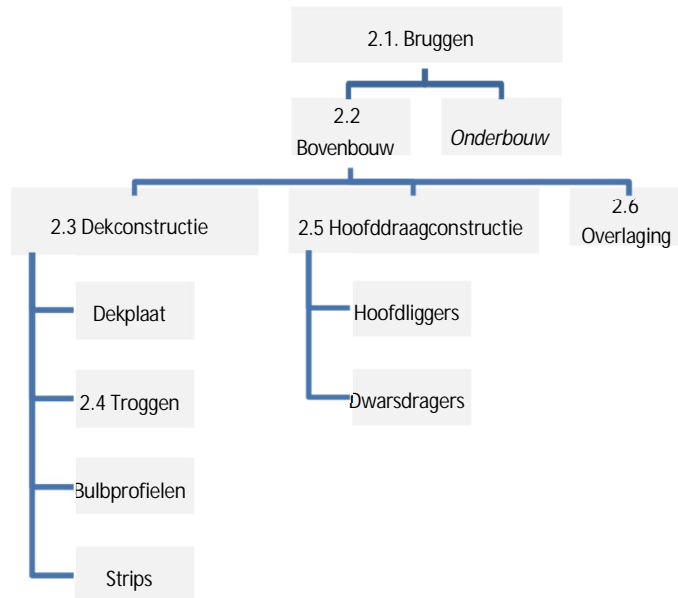 2.1. Bruggen
2.2
Bovenbouw
Onderbouw
2.3 Dekconstructie
2.5 Hoofddraagconstructie
2.6
Overlaging
Dekplaat
2.4 Troggen
Bulbprofielen
Strips
Hoofdliggers
Dwarsdragers